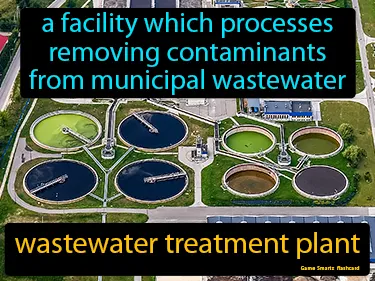 a facility which processes
removing contaminants
from municipal wastewater
wastewater treatment plant
Game Smartz flashcard